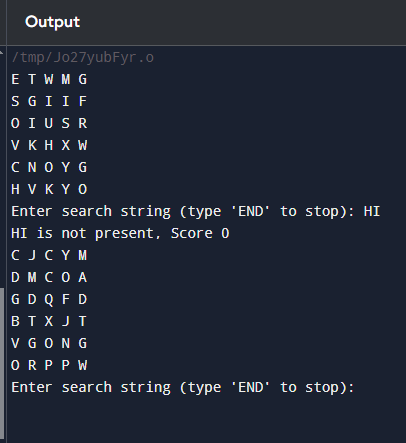 Output
/tmp/Jo27yubFyr.o
E T W M G
S G I I F
O I U S R
V K H X W
C N O Y G
H V K Y O
Enter search string (type 'END' to stop): HI
HI is not present, Score 0
C J C Y M
D M C O A
G D Q F D
B T X J T
V G O N G
O R P P W
Enter search string (type 'END' to stop):